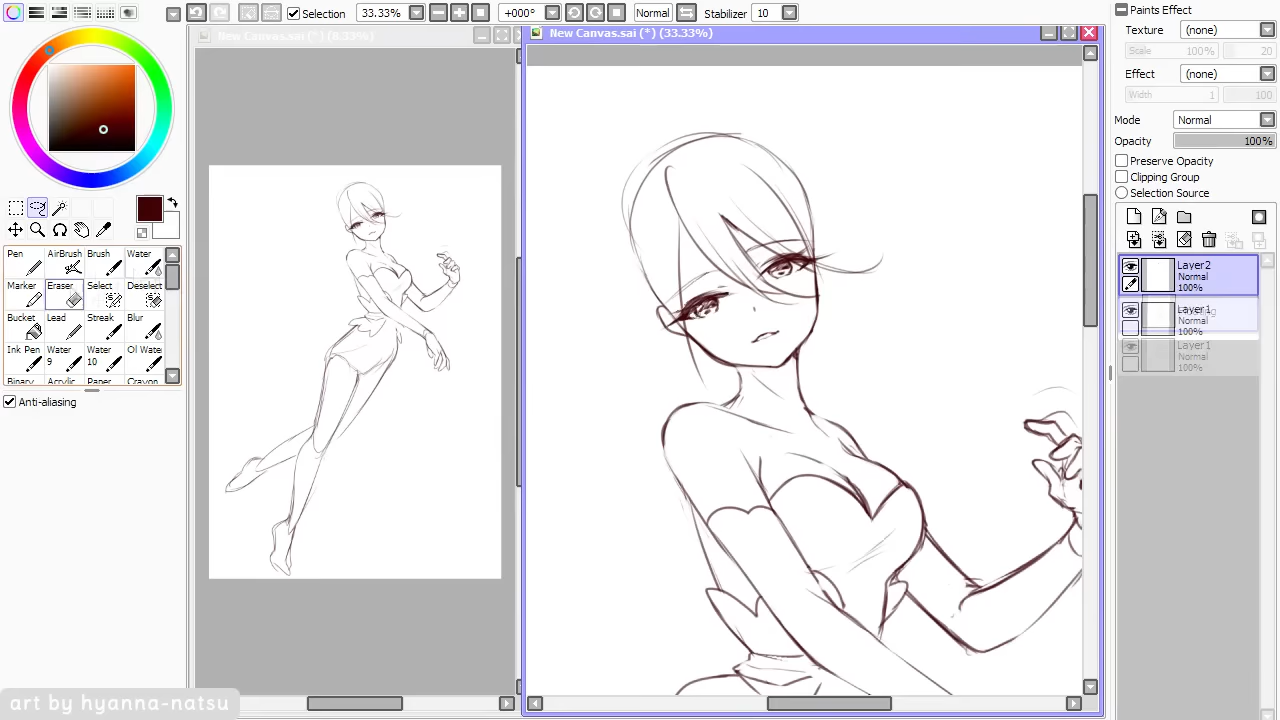 Selection
33.33%
+000°
Normal
Stabilizer
10
New Canvas.sai (*) (8.33%)
New Canvas.sai (*) (33.33%)
Paints Effect
Texture
(none)
Scale
100%
20
Effect
(none)
Width
1
100
Mode
Normal
Opacity
100%
Preserve Opacity
Clipping Group
Selection Source
Pen
AirBrush
Brush
Water
Marker
Eraser
Select
Deselect
Bucket
Lead
Streak
Blur
Ink Pen
Water 9
Water 10
Oil Water
Binary
Acrylic
Paper
Crayon
Anti-aliasing
Layer2
Normal
100%
Layer1
Normal
100%
Layer1
Normal
100%
art by hyanna-natsu